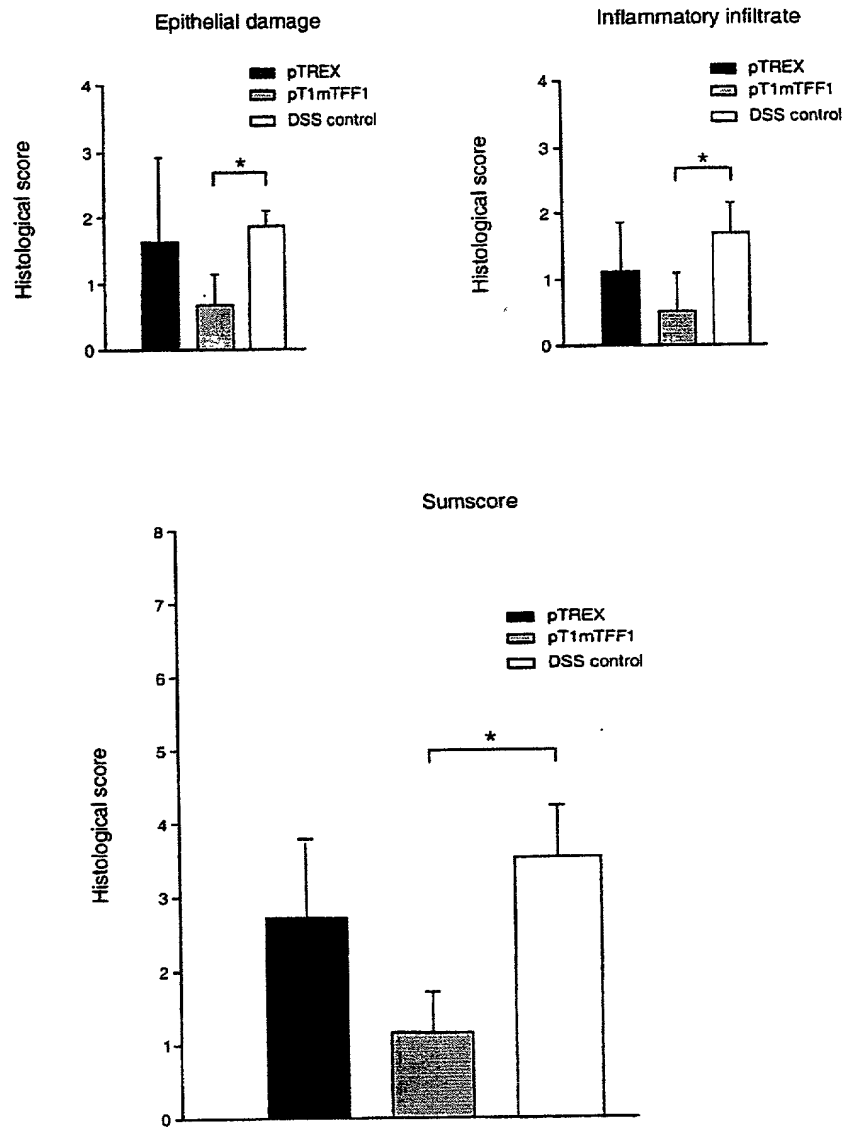 Epithelial damage
pTREX
pT1mTFF1
DSS control
4
3
2
1
0
Histological score
*
Inflammatory infiltrate
pTREX
pT1mTFF1
DSS control
4
3
2
1
0
Histological score
*
Sumscore
8
7
6
5
4
3
2
1
0
Histological score
pTREX
pT1mTFF1
DSS control
*